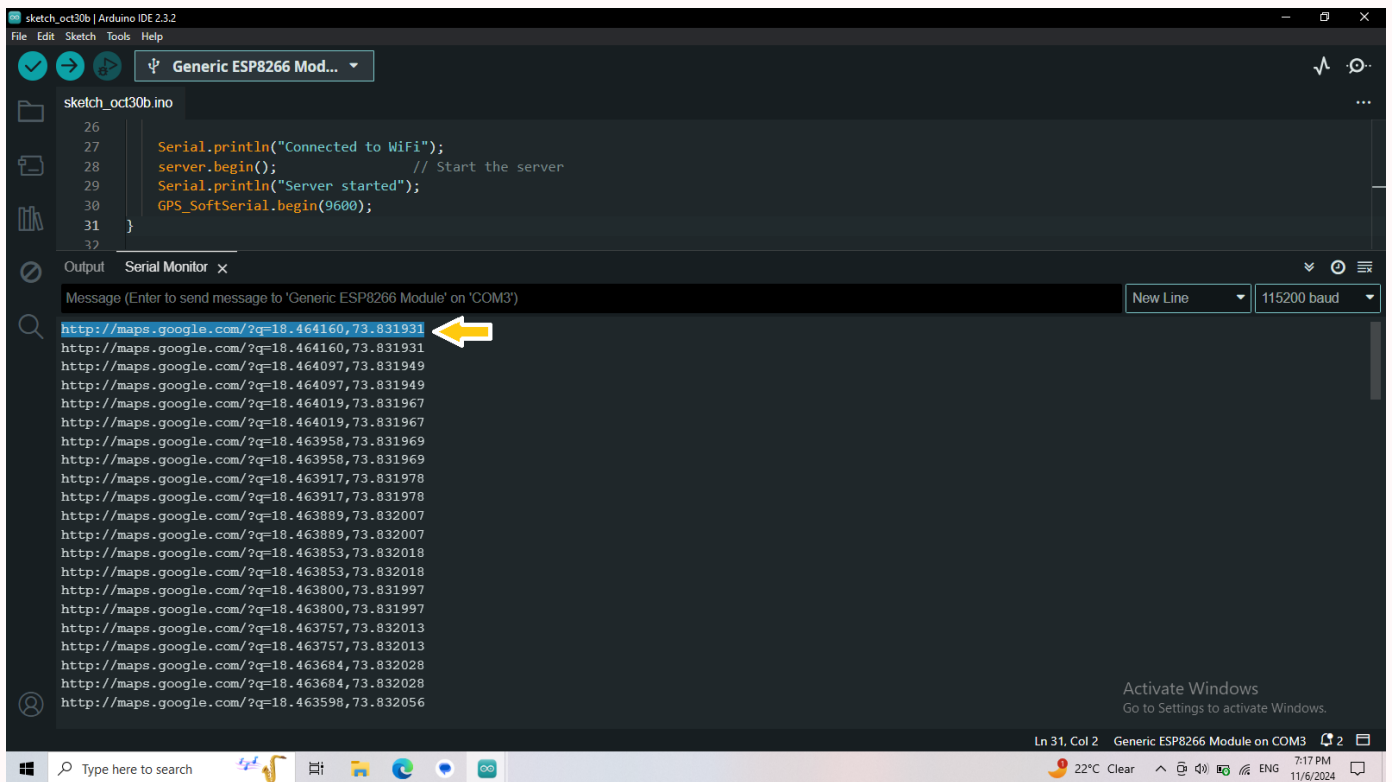 sketch_oct30b | Arduino IDE 2.3.2
File Edit Sketch Tools Help
Generic ESP8266 Mod...
sketch_oct30b.ino
26
27 Serial.println("Connected to WiFi");
28 server.begin(); // Start the server
29 Serial.println("Server started");
30 GPS_SoftSerial.begin(9600);
31 }
32
Output Serial Monitor
Message (Enter to send message to 'Generic ESP8266 Module' on 'COM3')
New Line 115200 baud
http://maps.google.com/?q=18.464160,73.831931
http://maps.google.com/?q=18.464160,73.831931
http://maps.google.com/?q=18.464097,73.831949
http://maps.google.com/?q=18.464097,73.831949
http://maps.google.com/?q=18.464019,73.831967
http://maps.google.com/?q=18.464019,73.831967
http://maps.google.com/?q=18.463958,73.831969
http://maps.google.com/?q=18.463958,73.831969
http://maps.google.com/?q=18.463917,73.831978
http://maps.google.com/?q=18.463917,73.831978
http://maps.google.com/?q=18.463889,73.832007
http://maps.google.com/?q=18.463889,73.832007
http://maps.google.com/?q=18.463853,73.832018
http://maps.google.com/?q=18.463853,73.832018
http://maps.google.com/?q=18.463800,73.831997
http://maps.google.com/?q=18.463800,73.831997
http://maps.google.com/?q=18.463757,73.832013
http://maps.google.com/?q=18.463757,73.832013
http://maps.google.com/?q=18.463684,73.832028
http://maps.google.com/?q=18.463684,73.832028
http://maps.google.com/?q=18.463598,73.832056
Activate Windows
Go to Settings to activate Windows.
Ln 31, Col 2 Generic ESP8266 Module on COM3 2
Type here to search
22°C Clear ENG
7:17 PM
11/6/2024